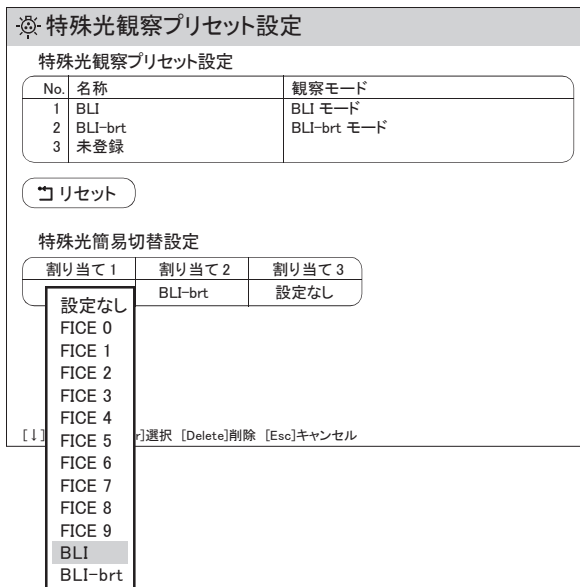 特殊光観察プリセット設定
特殊光観察プリセット設定
No. 名称 観察モード
1 BLI BLI モード
2 BLI-brt BLI-brt モード
3 未登録
リセット
特殊光簡易切替設定
割り当て 1 割り当て 2 割り当て 3
BLI-brt 設定なし
設定なし
FICE 0
FICE 1
FICE 2
FICE 3
FICE 4
[↓] r]選択 [Delete]削除 [Esc]キャンセル
FICE 5
FICE 6
FICE 7
FICE 8
FICE 9
BLI
BLI-brt